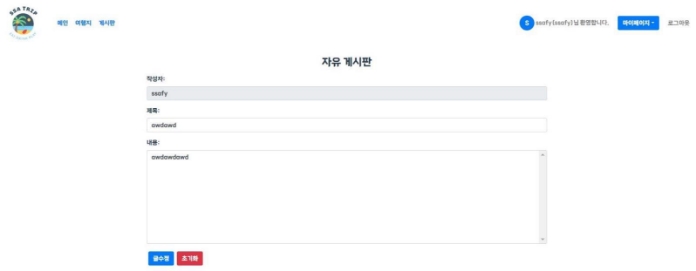 SSA TRIP
메인 여행지 게시판
S ssafy(ssafy)님 환영합니다. 마이페이지 로그아웃
자유 게시판
작성자:
ssafy
제목:
awdawd
내용:
awdawdawd
글수정 초기화